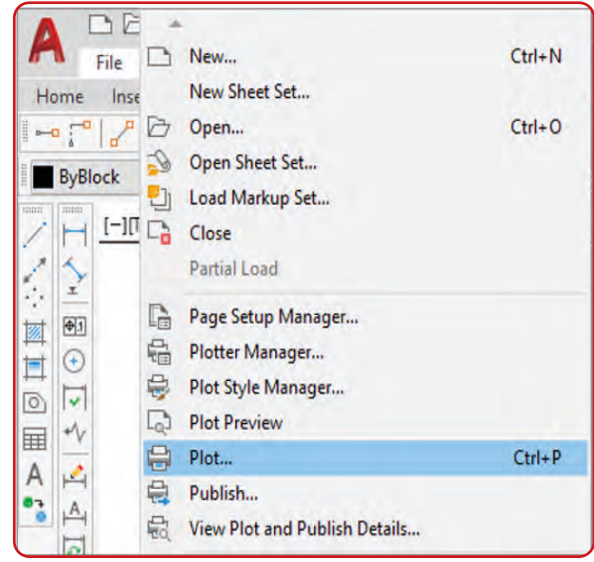 File
New... Ctrl+N
Home Inse
New Sheet Set...
Open... Ctrl+O
ByBlock
Open Sheet Set...
Load Markup Set...
[-][T
Close
Partial Load
Page Setup Manager...
Plotter Manager...
Plot Style Manager...
Plot Preview
Plot... Ctrl+P
Publish...
View Plot and Publish Details...